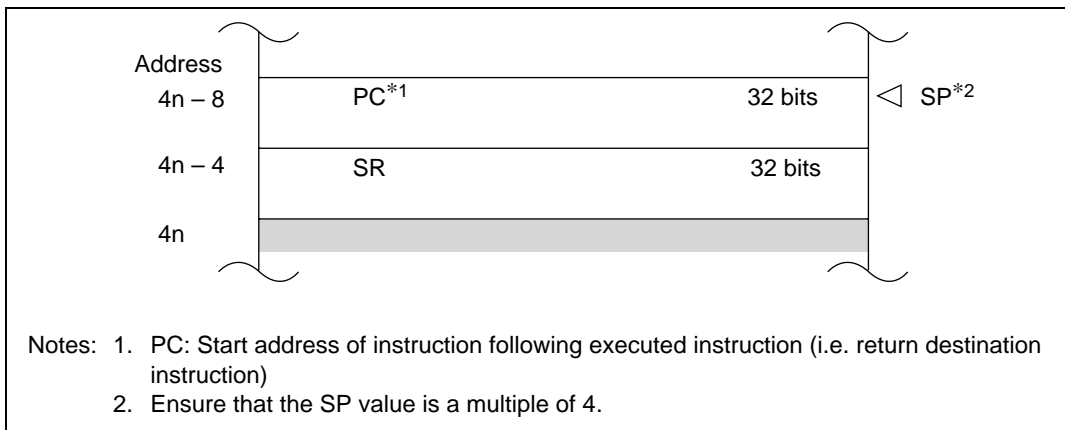 Address
4n – 8 PC*1 32 bits SP*2
4n – 4 SR 32 bits
4n
Notes: 1. PC: Start address of instruction following executed instruction (i.e. return destination
instruction)
2. Ensure that the SP value is a multiple of 4.